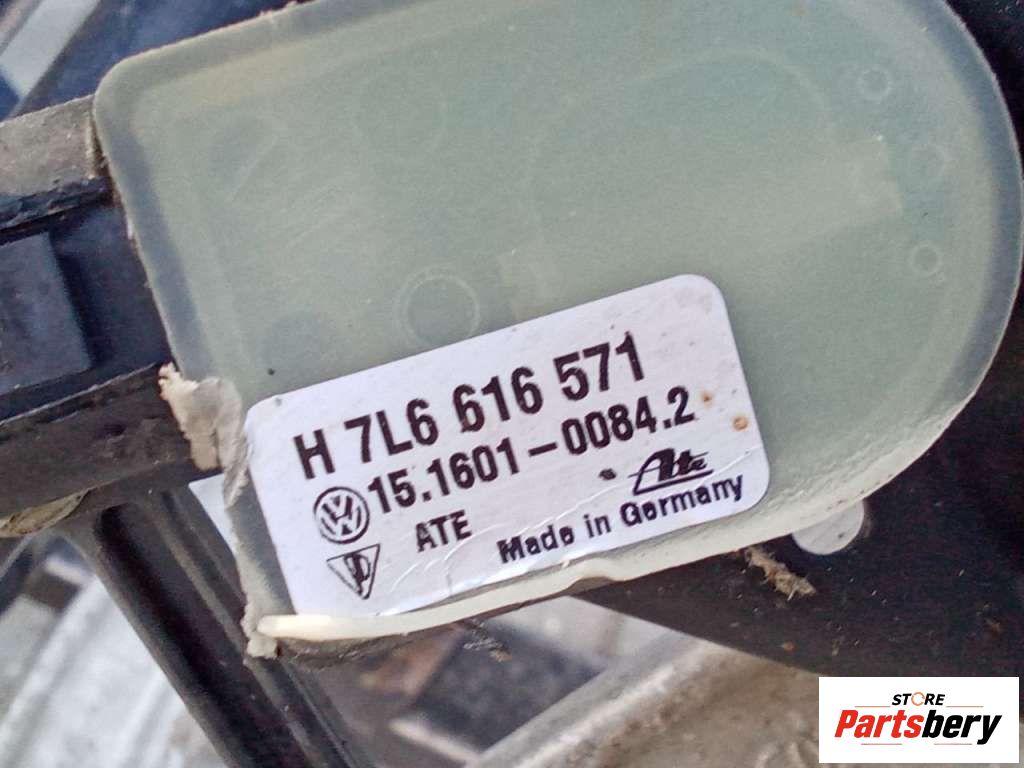 H 7L6 616 571
15.1601-0084.2
ATE
Ate
Made in Germany
STORE
Partsbery